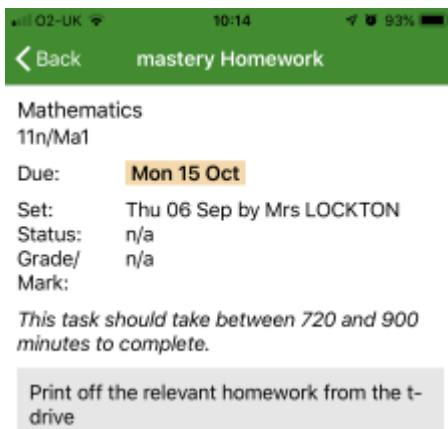 O2-UK 10:14 93%
Back mastery Homework
Mathematics
11n/Ma1
Due: Mon 15 Oct
Set: Thu 06 Sep by Mrs LOCKTON
Status: n/a
Grade/ n/a
Mark:
This task should take between 720 and 900
minutes to complete.
Print off the relevant homework from the t-
drive